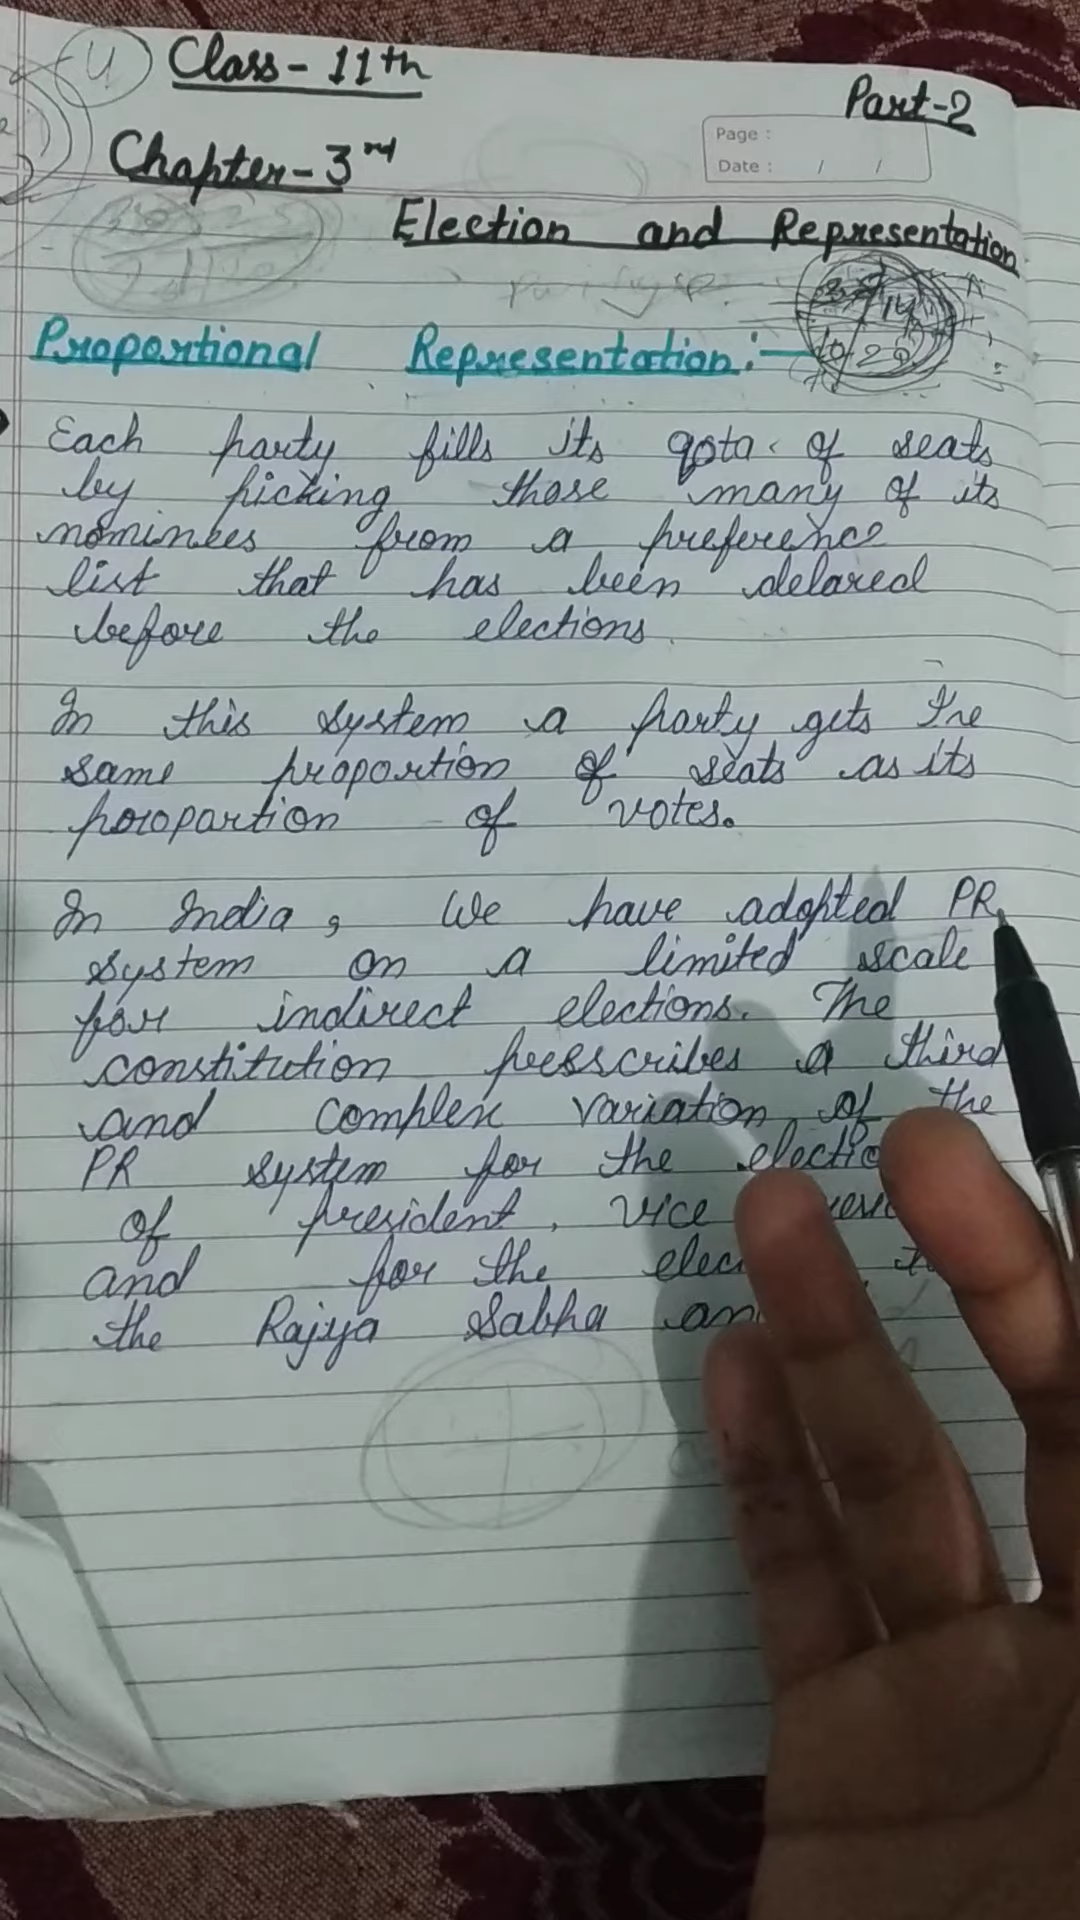 Class - 11th
Part-2
Page :
Date : / /
Chapter - 3rd
Election and Representation
Proportional Representation :-
Each party fills its qota of seats
by picking those many of its
nominees from a preference
list that has been delared
before the elections.
In this system a party gets the
same proportion of seats as its
poropartion of votes.
In India, We have adopted PR
system on a limited scale
for indirect elections. The
constitution presscribes a third
and complex variation of the
PR system for the
of president, vice
and for the
the Rajya Sabha